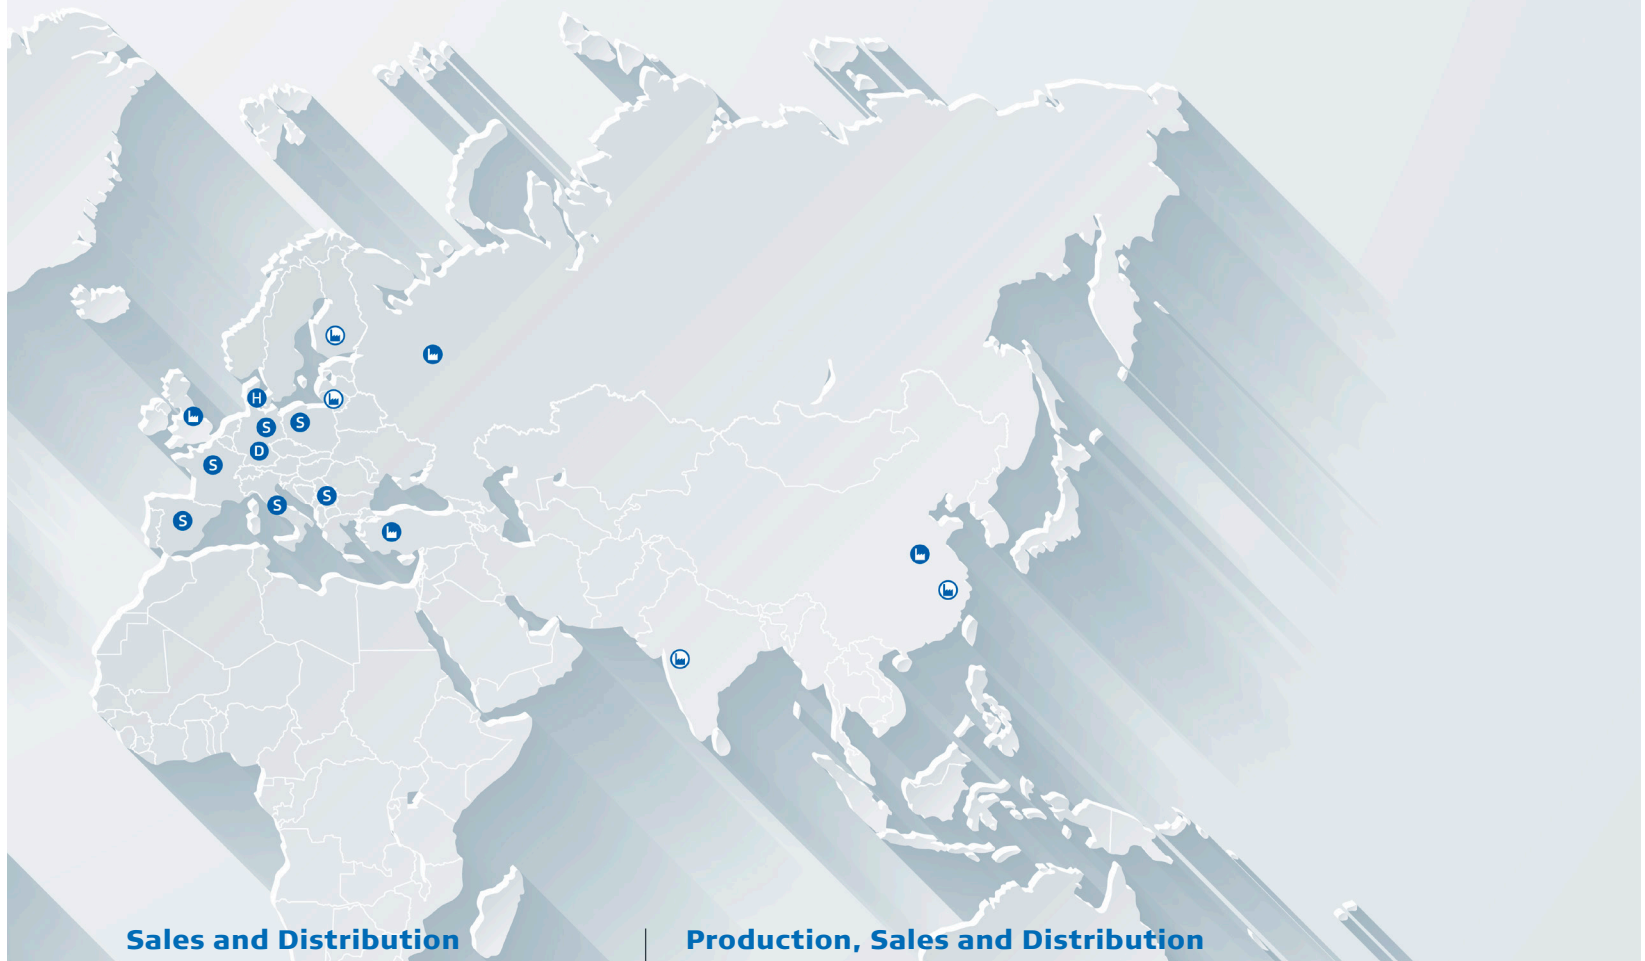 H
S
S
D
S
S
S
S
Sales and Distribution
Production, Sales and Distribution